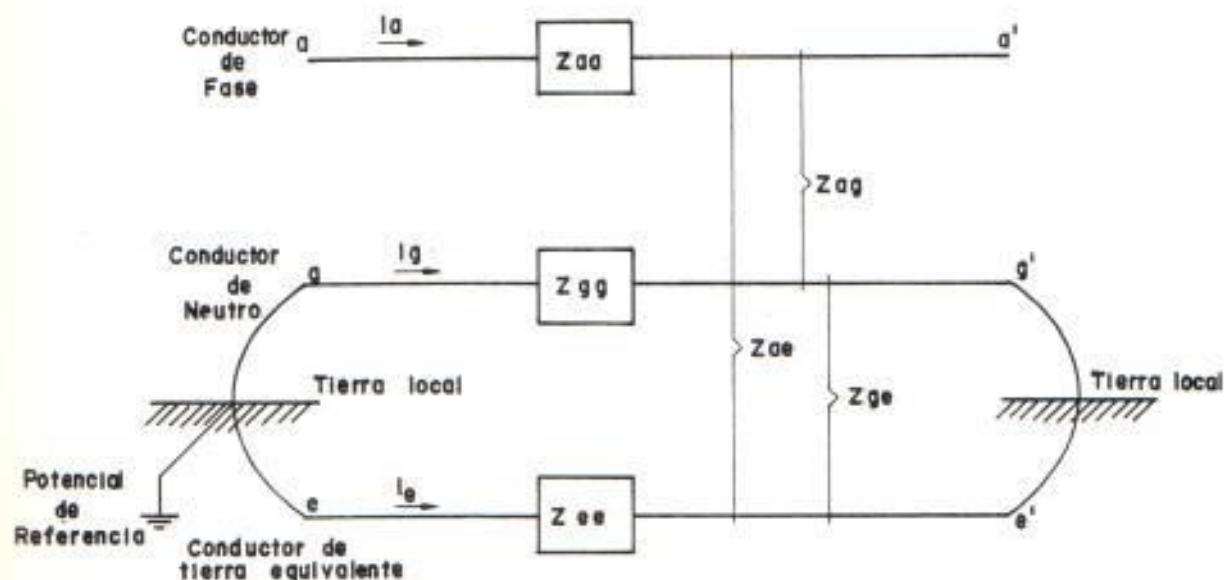 Conductor
de
Fase
a
Ia
Zaa
a'
Zag
Conductor
de
Neutro
g
Ig
Zgg
g'
Zae
Tierra local
Zge
Tierra local
Potencial
de
Referencia
e
Ie
Zee
e'
Conductor de
tierra equivalente